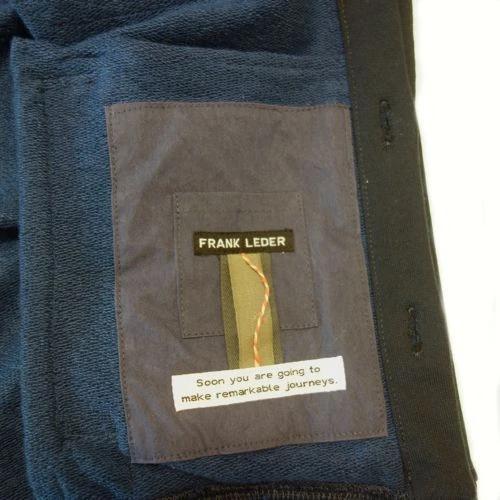 FRANK LEDER
Soon you are going to
make remarkable journeys.